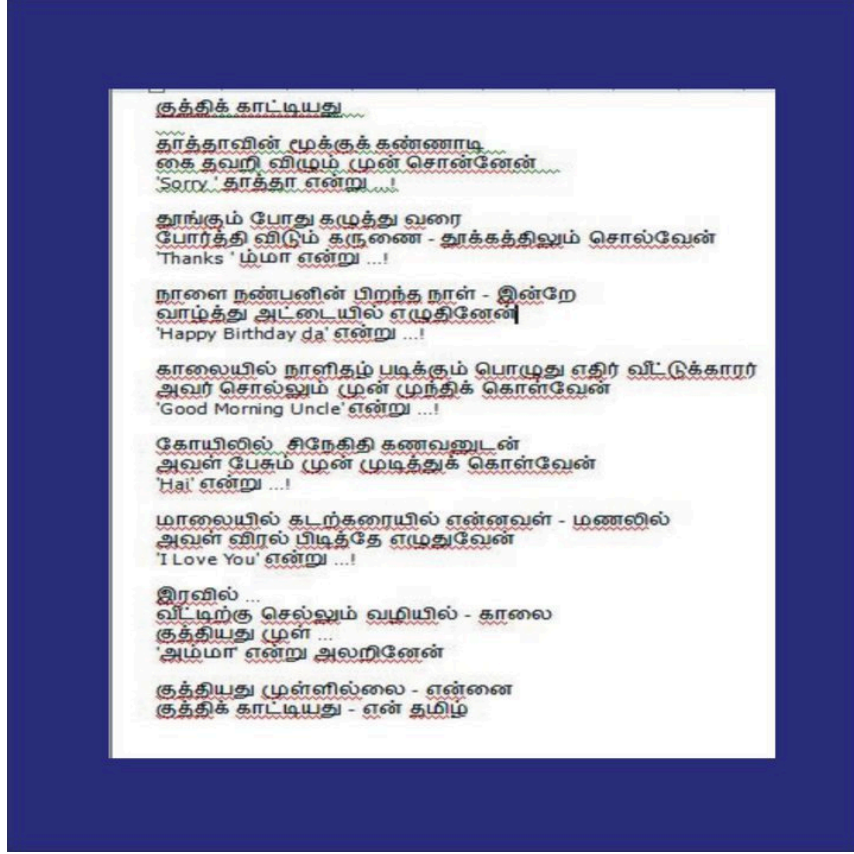 குத்திக் காட்டியது
தாத்தாவின் மூக்குக் கண்ணாடி
கை தவறி விழும் முன் சொன்னேன்
'Sorry ' தாத்தா என்று ...!
தூங்கும் போது கழுத்து வரை
போர்த்தி விடும் கருணை - தூக்கத்திலும் சொல்வேன்
'Thanks ' ம்மா என்று ...!
நாளை நண்பனின் பிறந்த நாள் - இன்றே
வாழ்த்து அட்டையில் எழுதினேன்
'Happy Birthday da' என்று ...!
காலையில் நாளிதழ் படிக்கும் பொழுது எதிர் வீட்டுக்காரர்
அவர் சொல்லும் முன் முந்திக் கொள்வேன்
'Good Morning Uncle' என்று ...!
கோயிலில் சிநேகிதி கணவனுடன்
அவள் பேசும் முன் முடித்துக் கொள்வேன்
'Hai' என்று ...!
மாலையில் கடற்கரையில் என்னவள் - மணலில்
அவள் விரல் பிடித்தே எழுதுவேன்
'I Love You' என்று ...!
இரவில் ...
வீட்டிற்கு செல்லும் வழியில் - காலை
குத்தியது முள் ...
'அம்மா' என்று அலறினேன்
குத்தியது முள்ளில்லை - என்னை
குத்திக் காட்டியது - என் தமிழ்